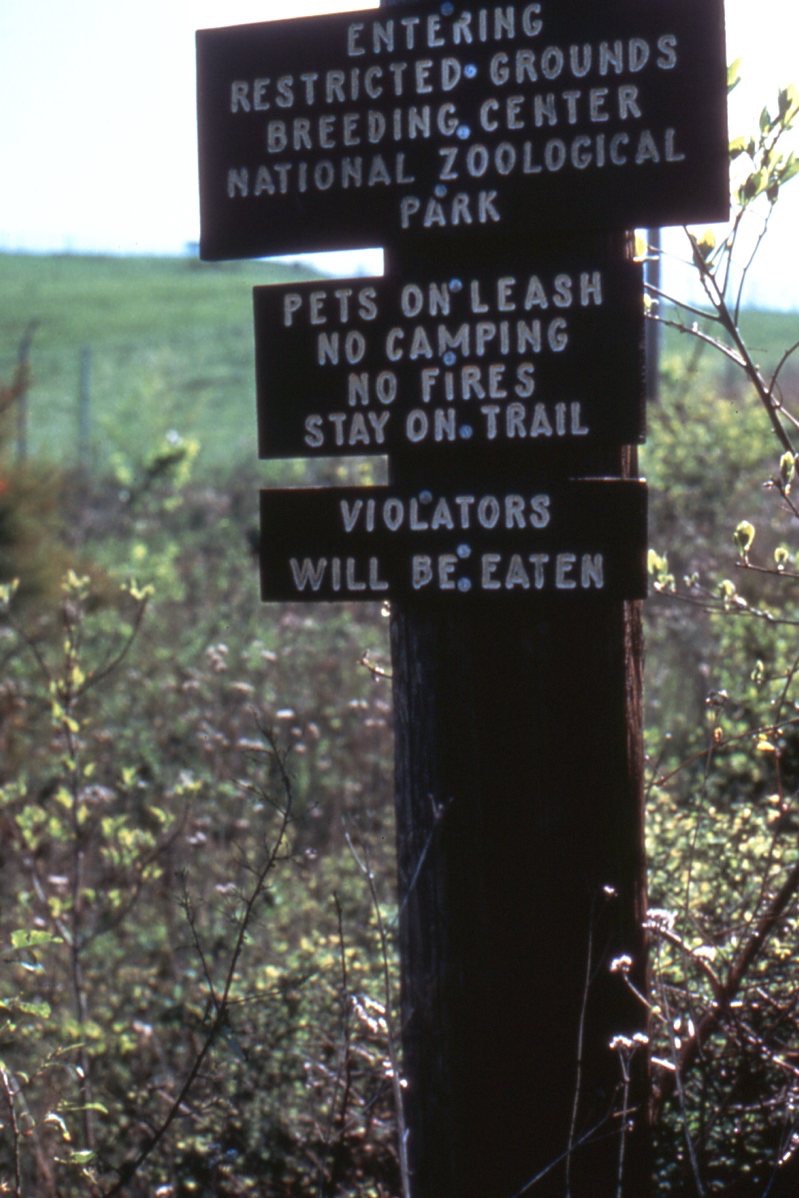 ENTERING
RESTRICTED GROUNDS
BREEDING CENTER
NATIONAL ZOOLOGICAL
PARK
PETS ON LEASH
NO CAMPING
NO FIRES
STAY ON TRAIL
VIOLATORS
WILL BE EATEN